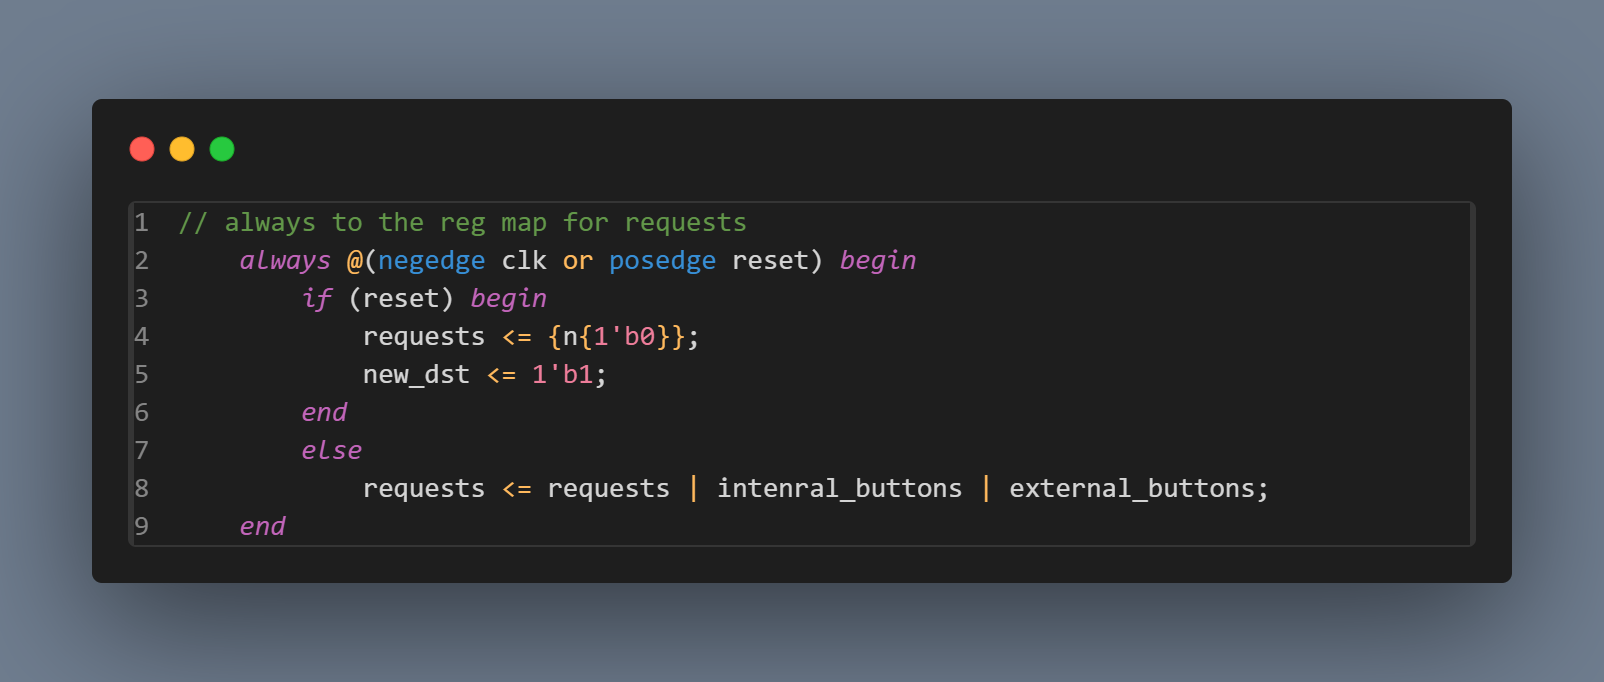 1 // always to the reg map for requests
2     always @(negedge clk or posedge reset) begin
3         if (reset) begin
4             requests <= {n{1'b0}};
5             new_dst <= 1'b1;
6         end
7         else
8             requests <= requests | intenral_buttons | external_buttons;
9     end